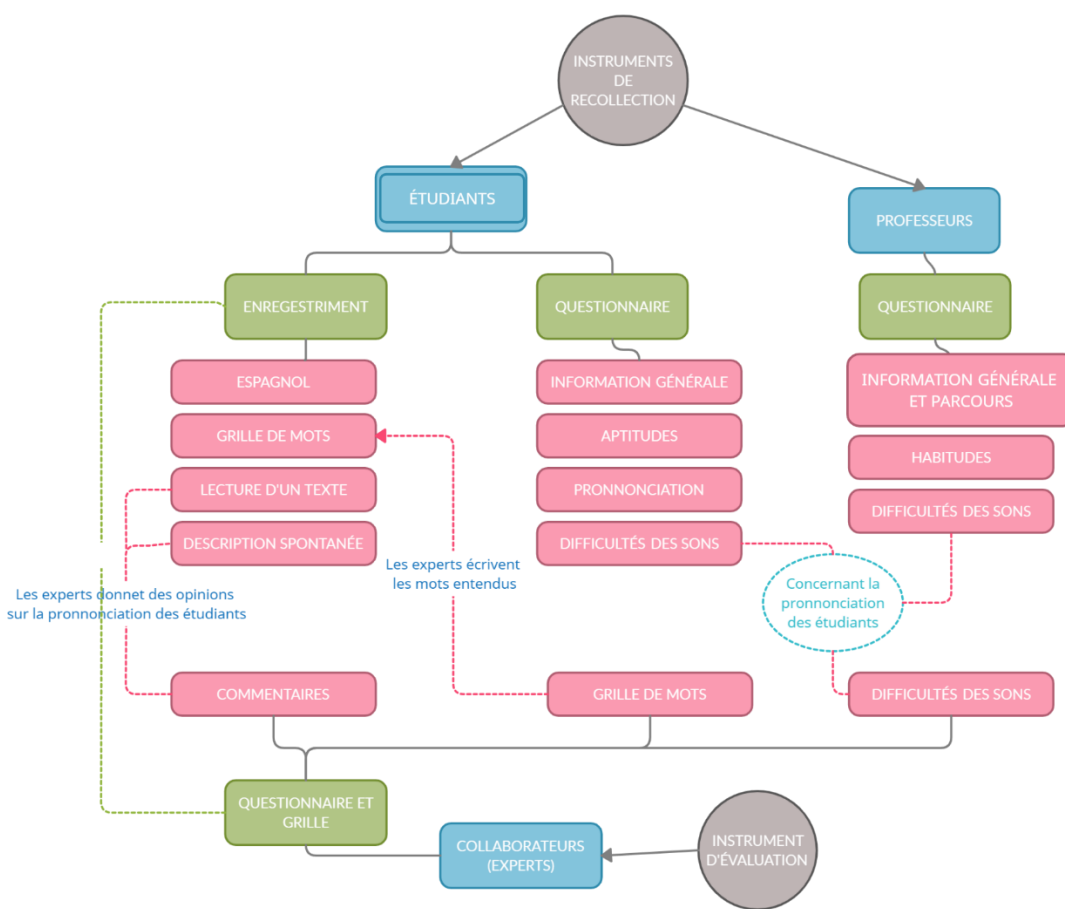 INSTRUMENTS
DE
RECOLLECTION
ÉTUDIANTS
PROFESSEURS
ENREGESTRIMENT
QUESTIONNAIRE
QUESTIONNAIRE
ESPAGNOL
INFORMATION GÉNÉRALE
INFORMATION GÉNÉRALE
ET PARCOURS
GRILLE DE MOTS
APTITUDES
HABITUDES
LECTURE D'UN TEXTE
PRONNONCIATION
DIFFICULTÉS DES SONS
DESCRIPTION SPONTANÉE
DIFFICULTÉS DES SONS
Les experts écrivent
les mots entendus
Les experts donnet des opinions
sur la pronnonciation des étudiants
Concernant la
pronnonciation
des étudiants
COMMENTAIRES
GRILLE DE MOTS
DIFFICULTÉS DES SONS
QUESTIONNAIRE ET
GRILLE
COLLABORATEURS
(EXPERTS)
INSTRUMENT
D'ÉVALUATION